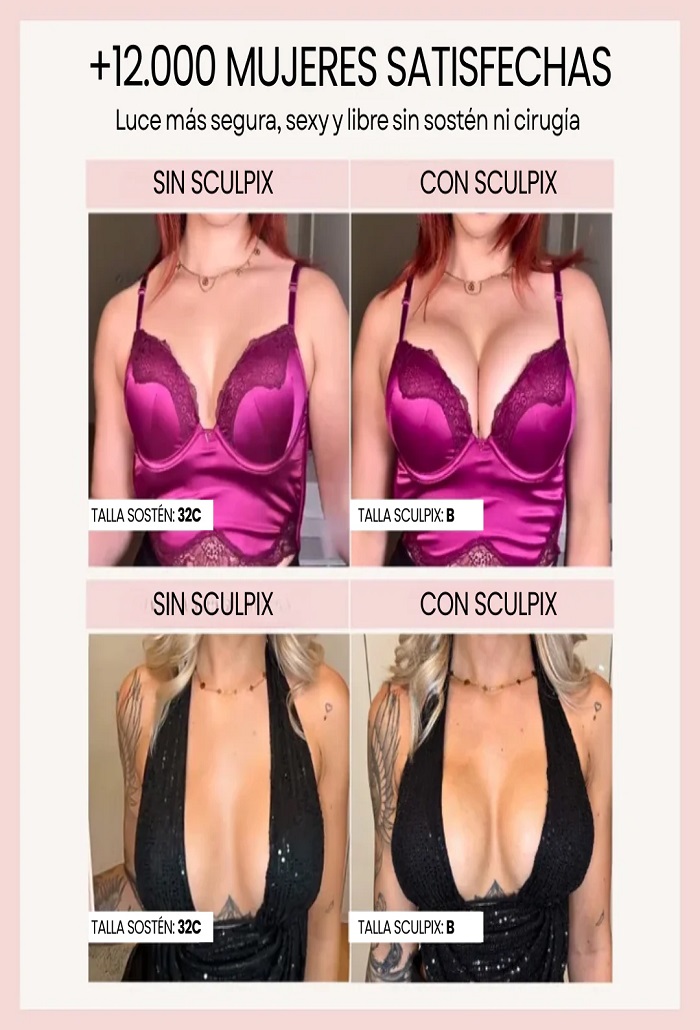 +12.000 MUJERES SATISFECHAS
Luce más segura, sexy y libre sin sostén ni cirugía
SIN SCULPIX
CON SCULPIX
TALLA SOSTÉN: 32C
TALLA SCULPIX: B
SIN SCULPIX
CON SCULPIX
TALLA SOSTÉN: 32C
TALLA SCULPIX: B